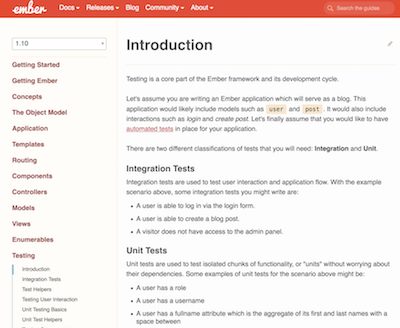 ember
Docs
Releases
Blog
Community
About
Search the guides
1.10
Getting Started
Getting Ember
Concepts
The Object Model
Application
Templates
Routing
Components
Controllers
Models
Views
Enumerables
Testing
Introduction
Integration Tests
Test Helpers
Testing User Interaction
Unit Testing Basics
Unit Test Helpers
Introduction
Testing is a core part of the Ember framework and its development cycle.
Let's assume you are writing an Ember application which will serve as a blog. This
application would likely include models such as user and post. It would also include
interactions such as login and create post. Let's finally assume that you would like to have
automated tests in place for your application.
There are two different classifications of tests that you will need: Integration and Unit.
Integration Tests
Integration tests are used to test user interaction and application flow. With the example
scenario above, some integration tests you might write are:
• A user is able to log in via the login form.
• A user is able to create a blog post.
• A visitor does not have access to the admin panel.
Unit Tests
Unit tests are used to test isolated chunks of functionality, or "units" without worrying about
their dependencies. Some examples of unit tests for the scenario above might be:
• A user has a role
• A user has a username
• A user has a fullname attribute which is the aggregate of its first and last names with a
space between